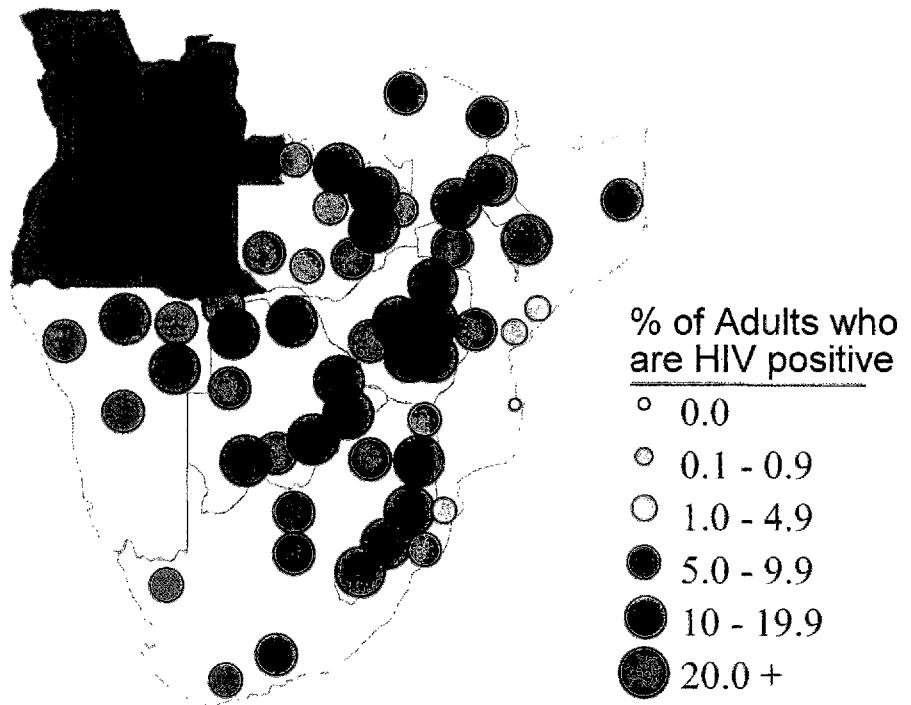 % of Adults who
are HIV positive
0.0
0.1 - 0.9
1.0 - 4.9
5.0 - 9.9
10 - 19.9
20.0 +